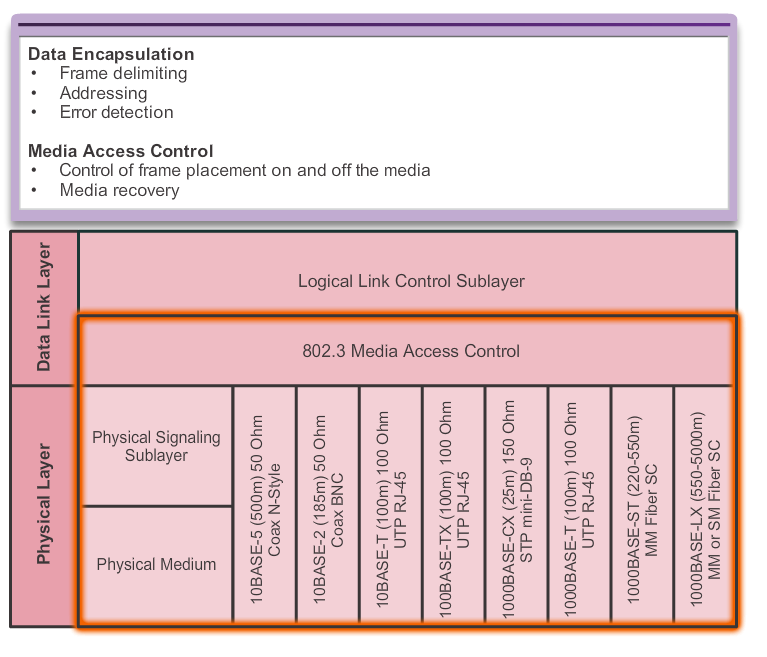 Data Encapsulation
• Frame delimiting
• Addressing
• Error detection
Media Access Control
• Control of frame placement on and off the media
• Media recovery
Data Link Layer
Logical Link Control Sublayer
802.3 Media Access Control
Physical Layer
Physical Signaling
Sublayer
Physical Medium
10BASE-5 (500m) 50 Ohm
Coax N-Style
10BASE-2 (185m) 50 Ohm
Coax BNC
10BASE-T (100m) 100 Ohm
UTP RJ-45
100BASE-TX (100m) 100 Ohm
UTP RJ-45
1000BASE-CX (25m) 150 Ohm
STP mini-DB-9
1000BASE-T (100m) 100 Ohm
UTP RJ-45
1000BASE-ST (220-550m)
MM Fiber SC
1000BASE-LX (550-5000m)
MM or SM Fiber SC